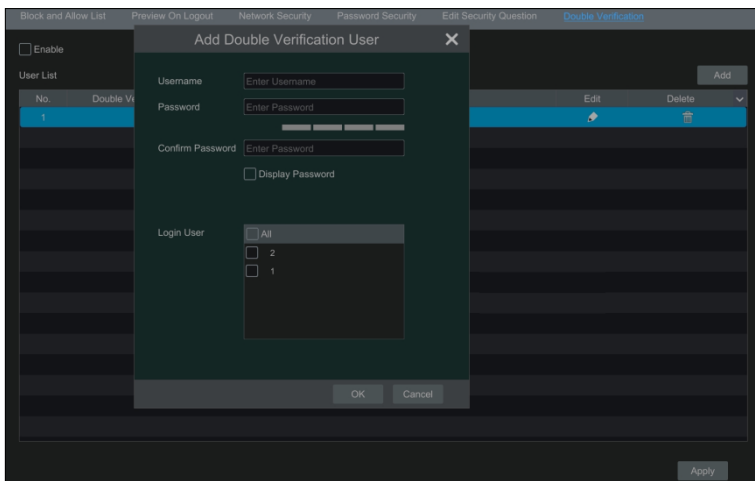 Block and Allow List Preview On Logout Network Security Password Security Edit Security Question Double Verification
Enable
Add Double Verification User
User List
Add
No. Double Ve Edit Delete
1
Username Enter Username
Password Enter Password
Confirm Password Enter Password
Display Password
Login User All
2
1
OK Cancel
Apply